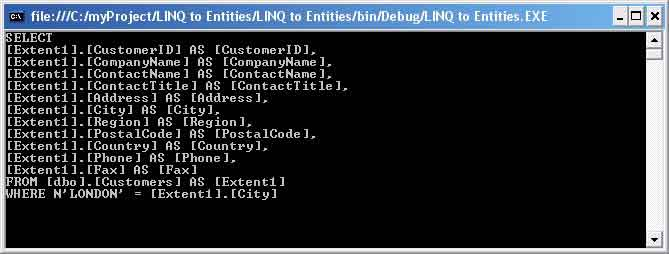 file:///C:/myProject/LINQ to Entities/LINQ to Entities/bin/Debug/LINQ to Entities.EXE
SELECT
[Extent1].[CustomerID] AS [CustomerID],
[Extent1].[CompanyName] AS [CompanyName],
[Extent1].[ContactName] AS [ContactName],
[Extent1].[ContactTitle] AS [ContactTitle],
[Extent1].[Address] AS [Address],
[Extent1].[City] AS [City],
[Extent1].[Region] AS [Region],
[Extent1].[PostalCode] AS [PostalCode],
[Extent1].[Country] AS [Country],
[Extent1].[Phone] AS [Phone],
[Extent1].[Fax] AS [Fax]
FROM [dbo].[Customers] AS [Extent1]
WHERE N'LONDON' = [Extent1].[City]